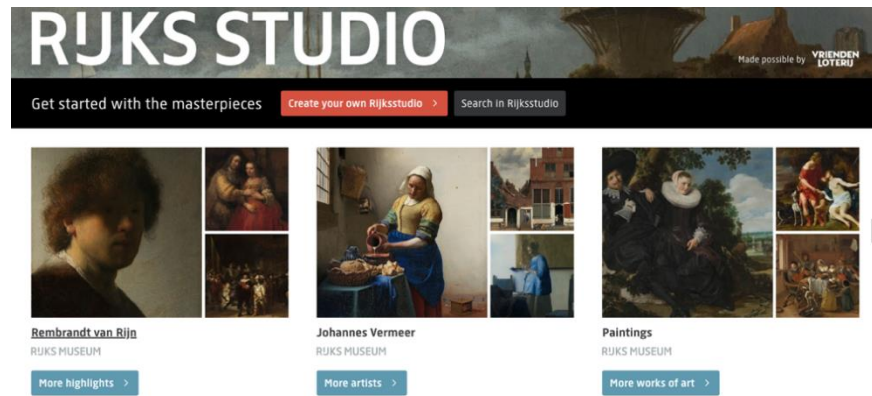 RIJKS STUDIO
Made possible by VRIENDEN LOTERIJ
Get started with the masterpieces
Create your own Rijksstudio >
Search in Rijksstudio
Rembrandt van Rijn
RIJKS MUSEUM
More highlights >
Johannes Vermeer
RIJKS MUSEUM
More artists >
Paintings
RIJKS MUSEUM
More works of art >